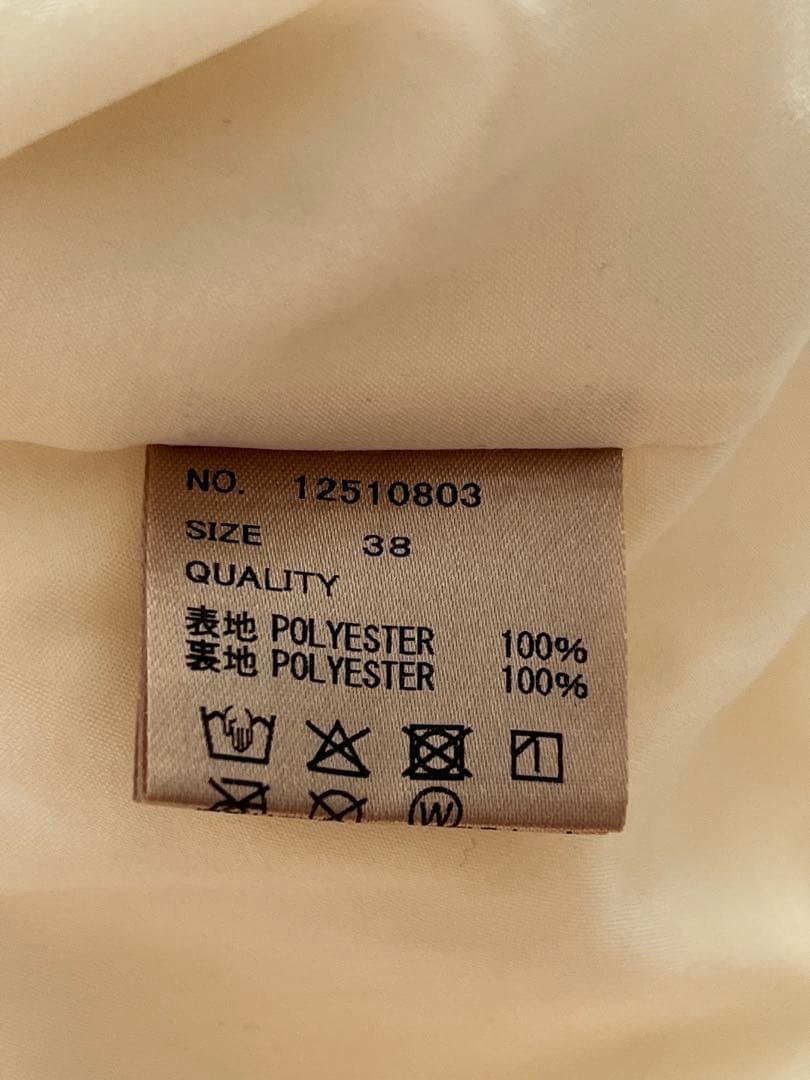 NO. 12510803
SIZE 38
QUALITY
表地 POLYESTER 100%
裏地 POLYESTER 100%
W